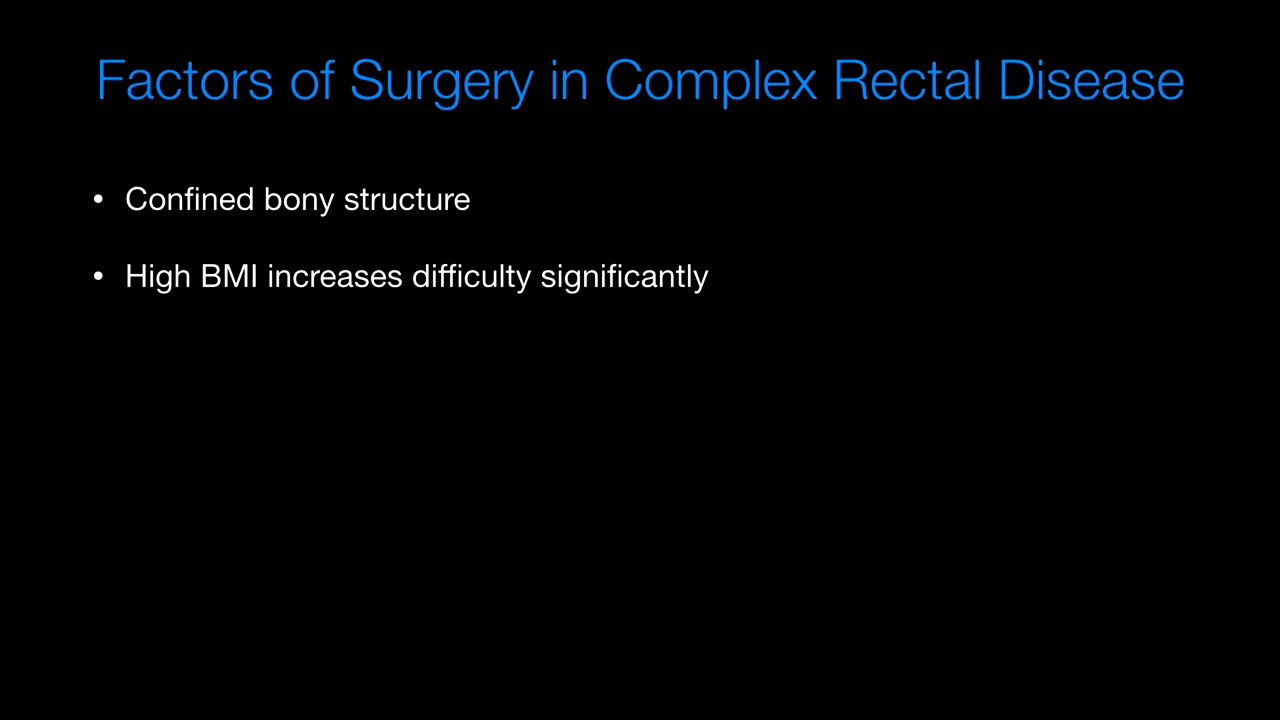 Factors of Surgery in Complex Rectal Disease
• Confined bony structure
• High BMI increases difficulty significantly